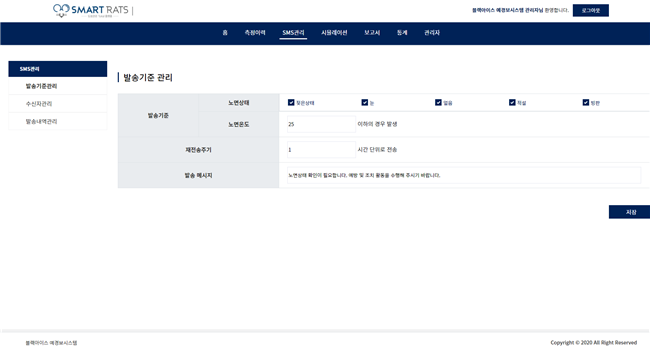 SMART RATS
블랙아이스 예경보시스템 관리자님 환영합니다.
로그아웃
홈 측정이력 SMS관리 시뮬레이션 보고서 통계 관리자
SMS관리
발송기준관리
수신자관리
발송내역관리
발송기준 관리
발송기준
노면상태
젖은상태 눈 얼음 적설 빙판
노면온도
25 이하의 경우 발생
재전송주기
1 시간 단위로 전송
발송 메시지
노면상태 확인이 필요합니다. 예방 및 조치 활동을 수행해 주시기 바랍니다.
저장
블랙아이스 예경보시스템
Copyright © 2020 All Right Reserved